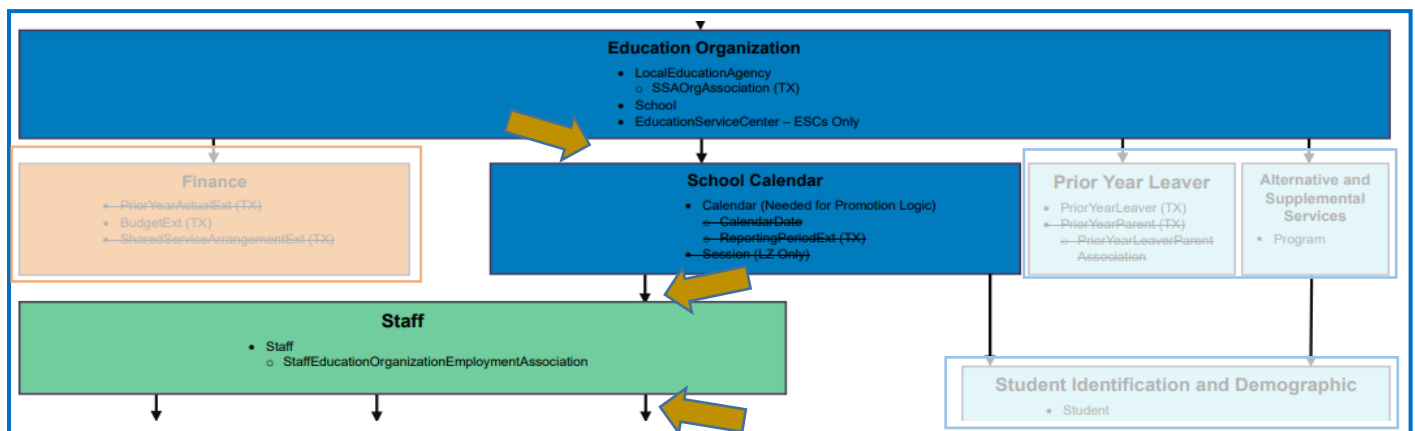 Education Organization
• LocalEducationAgency
o SSAOrgAssociation (TX)
• School
• EducationServiceCenter – ESCs Only
Finance
• PriorYearActualExt (TX)
• BudgetExt (TX)
• SharedServiceArrangementExt (TX)
School Calendar
• Calendar (Needed for Promotion Logic)
o CalendarDate
o ReportingPeriodExt (TX)
• Session (LZ Only)
Prior Year Leaver
• PriorYearLeaver (TX)
• PriorYearParent (TX)
o PriorYearLeaverParent
Association
Alternative and
Supplemental
Services
• Program
Staff
• Staff
o StaffEducationOrganizationEmploymentAssociation
Student Identification and Demographic
• Student